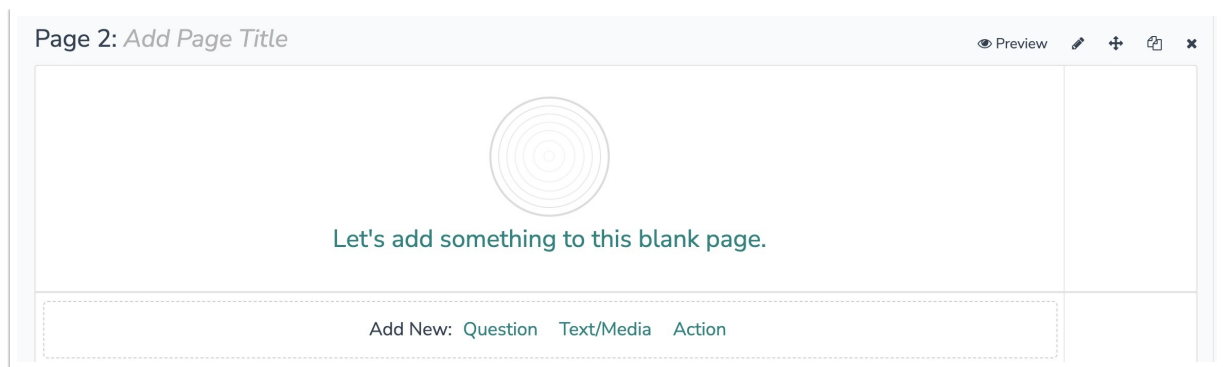 Page 2: Add Page Title
Preview
Let's add something to this blank page.
Add New: Question Text/Media Action